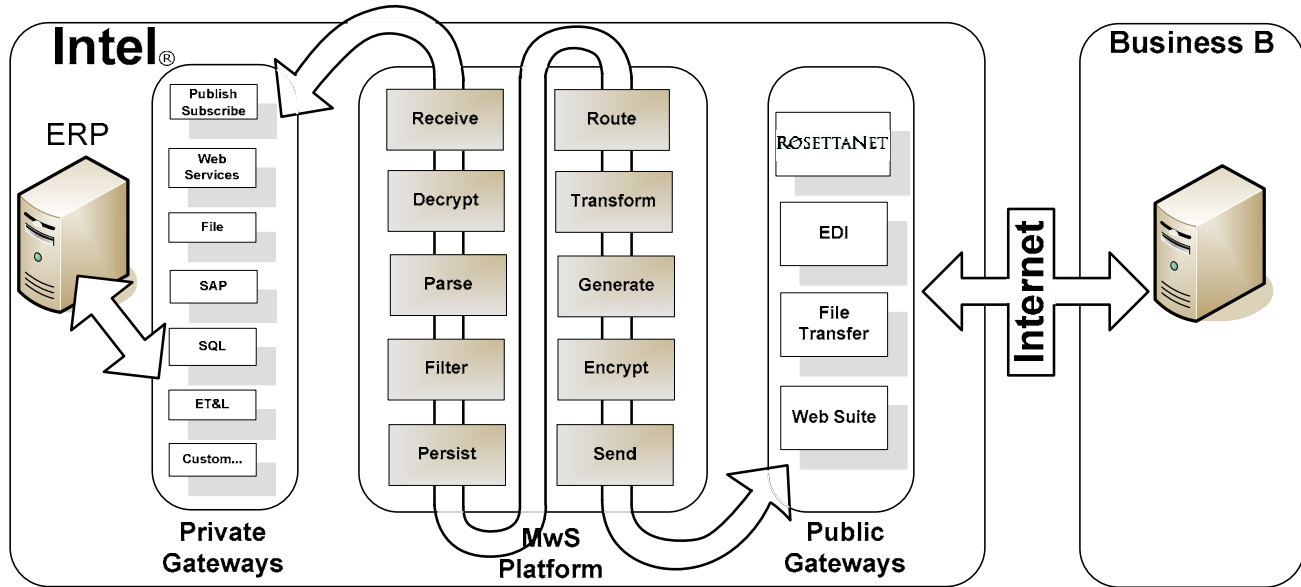 Intel®
ERP
Publish
Subscribe
Web
Services
File
SAP
SQL
ET&L
Custom...
Private
Gateways
Receive
Decrypt
Parse
Filter
Persist
Route
Transform
Generate
Encrypt
Send
MwS
Platform
ROSETTANET
EDI
File
Transfer
Web Suite
Public
Gateways
Internet
Business B